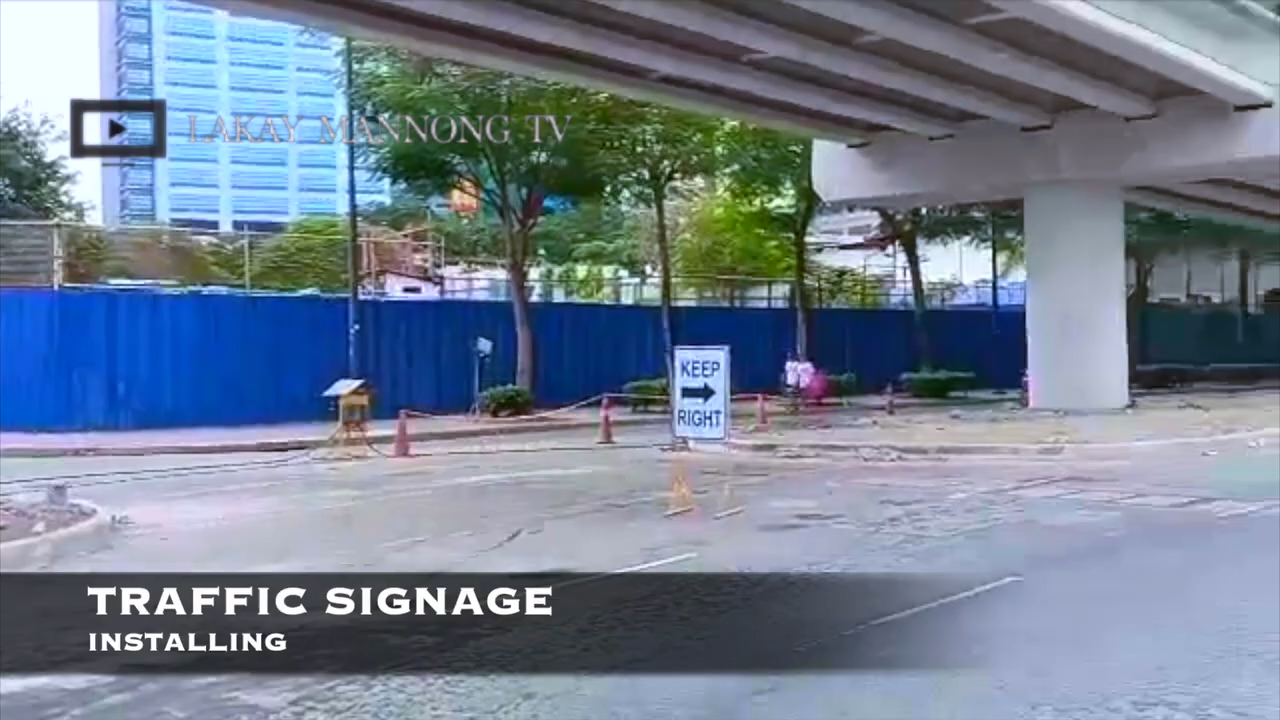 LAKAY MANNONG TV
KEEP
RIGHT
TRAFFIC SIGNAGE
INSTALLING